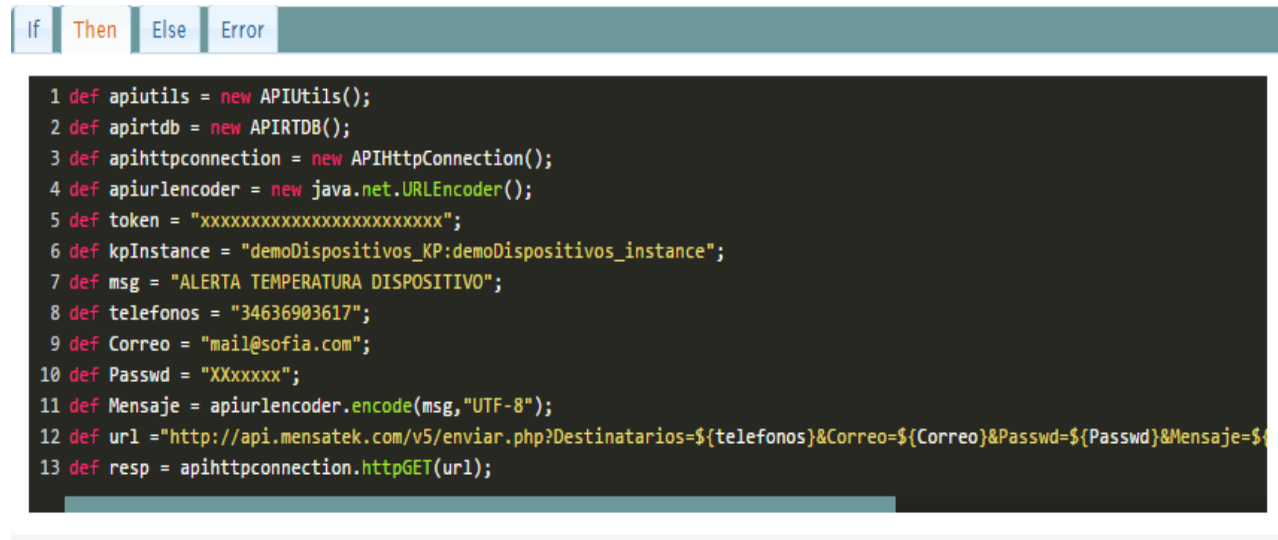 If Then Else Error
1 def apiutils = new APIUtils();
2 def apirtdb = new APIRTDB();
3 def apihttpconnection = new APIHttpConnection();
4 def apiurlencoder = new java.net.URLEncoder();
5 def token = "xxxxxxxxxxxxxxxxxxxxxxxx";
6 def kpInstance = "demoDispositivos_KP:demoDispositivos_instance";
7 def msg = "ALERTA TEMPERATURA DISPOSITIVO";
8 def telefonos = "34636903617";
9 def Correo = "mail@sofia.com";
10 def Passwd = "XXxxxxx";
11 def Mensaje = apiurlencoder.encode(msg,"UTF-8");
12 def url ="http://api.mensatek.com/v5/enviar.php?Destinatarios=${telefonos}&Correo=${Correo}&Passwd=${Passwd}&Mensaje=${
13 def resp = apihttpconnection.httpGET(url);